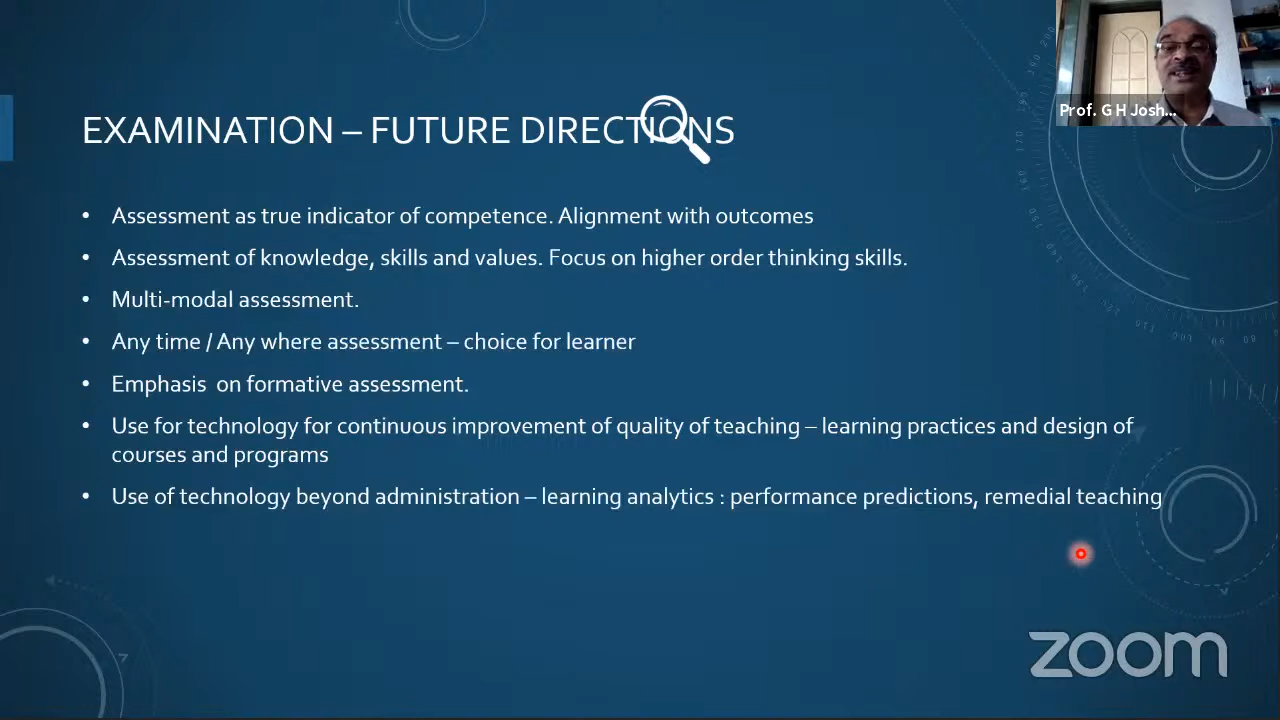 Prof. G H Josh...
EXAMINATION – FUTURE DIRECTIONS
• Assessment as true indicator of competence. Alignment with outcomes
• Assessment of knowledge, skills and values. Focus on higher order thinking skills.
• Multi-modal assessment.
• Any time / Any where assessment – choice for learner
• Emphasis on formative assessment.
• Use for technology for continuous improvement of quality of teaching – learning practices and design of
courses and programs
• Use of technology beyond administration – learning analytics : performance predictions, remedial teaching
zoom